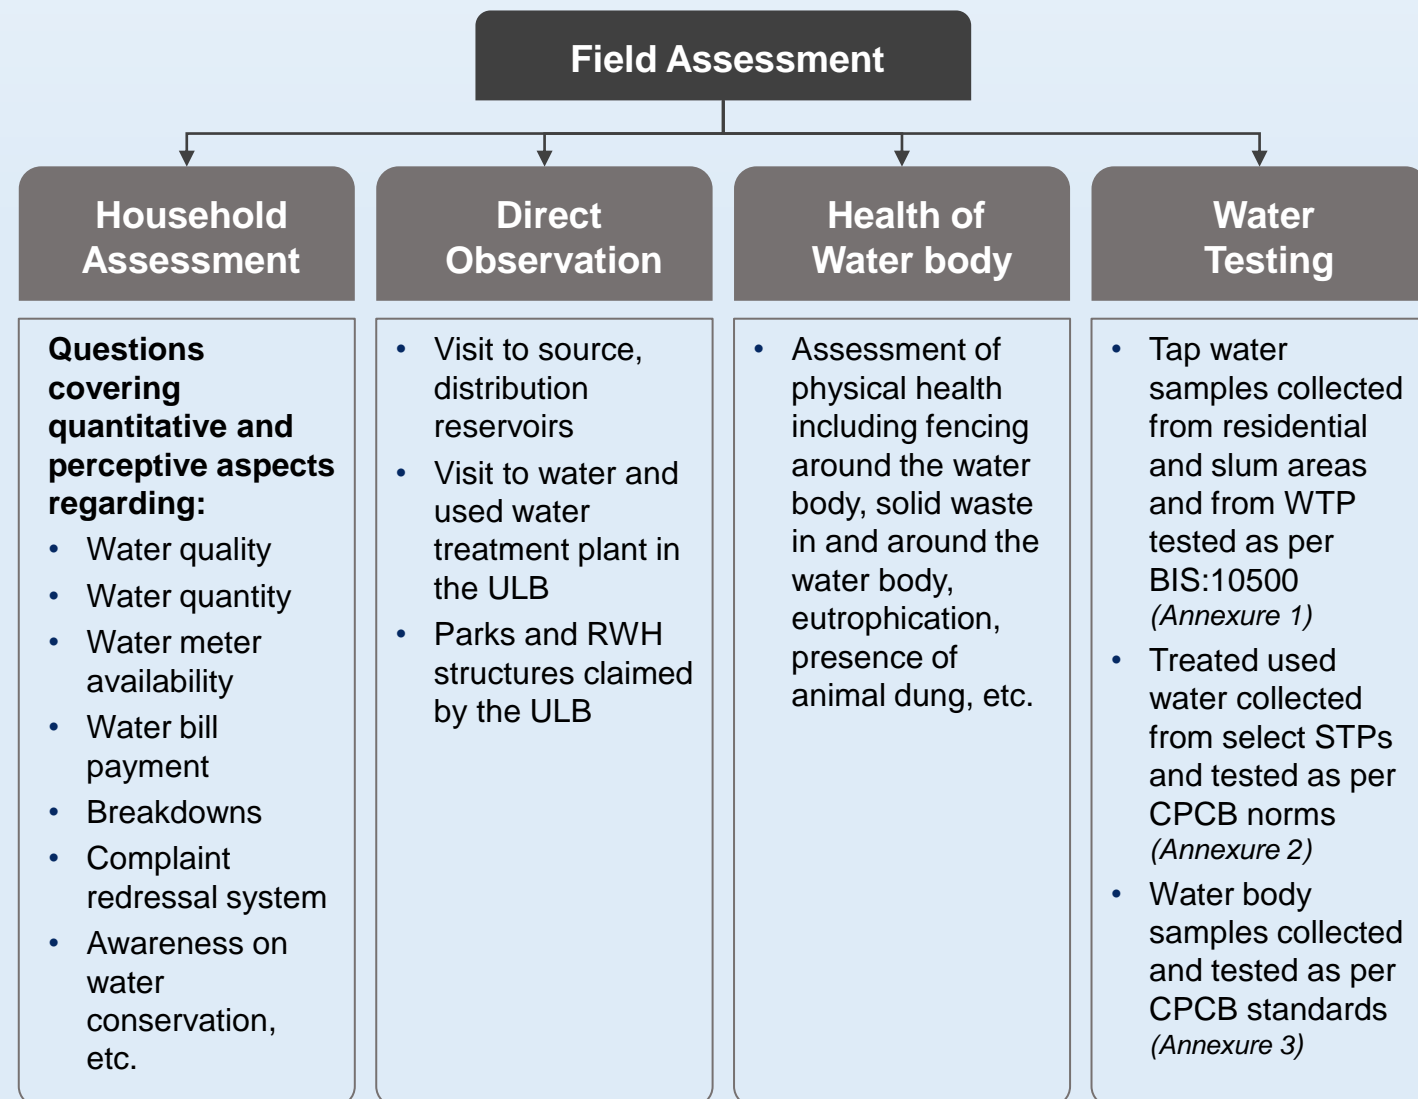 Field Assessment
Household
Assessment
Questions
covering
quantitative and
perceptive aspects
regarding:
• Water quality
• Water quantity
• Water meter
availability
• Water bill
payment
• Breakdowns
• Complaint
redressal system
• Awareness on
water
conservation,
etc.
Direct
Observation
• Visit to source,
distribution
reservoirs
• Visit to water and
used water
treatment plant in
the ULB
• Parks and RWH
structures claimed
by the ULB
Health of
Water body
• Assessment of
physical health
including fencing
around the water
body, solid waste
in and around the
water body,
eutrophication,
presence of
animal dung, etc.
Water
Testing
• Tap water
samples collected
from residential
and slum areas
and from WTP
tested as per
BIS:10500
(Annexure 1)
• Treated used
water collected
from select STPs
and tested as per
CPCB norms
(Annexure 2)
• Water body
samples collected
and tested as per
CPCB standards
(Annexure 3)